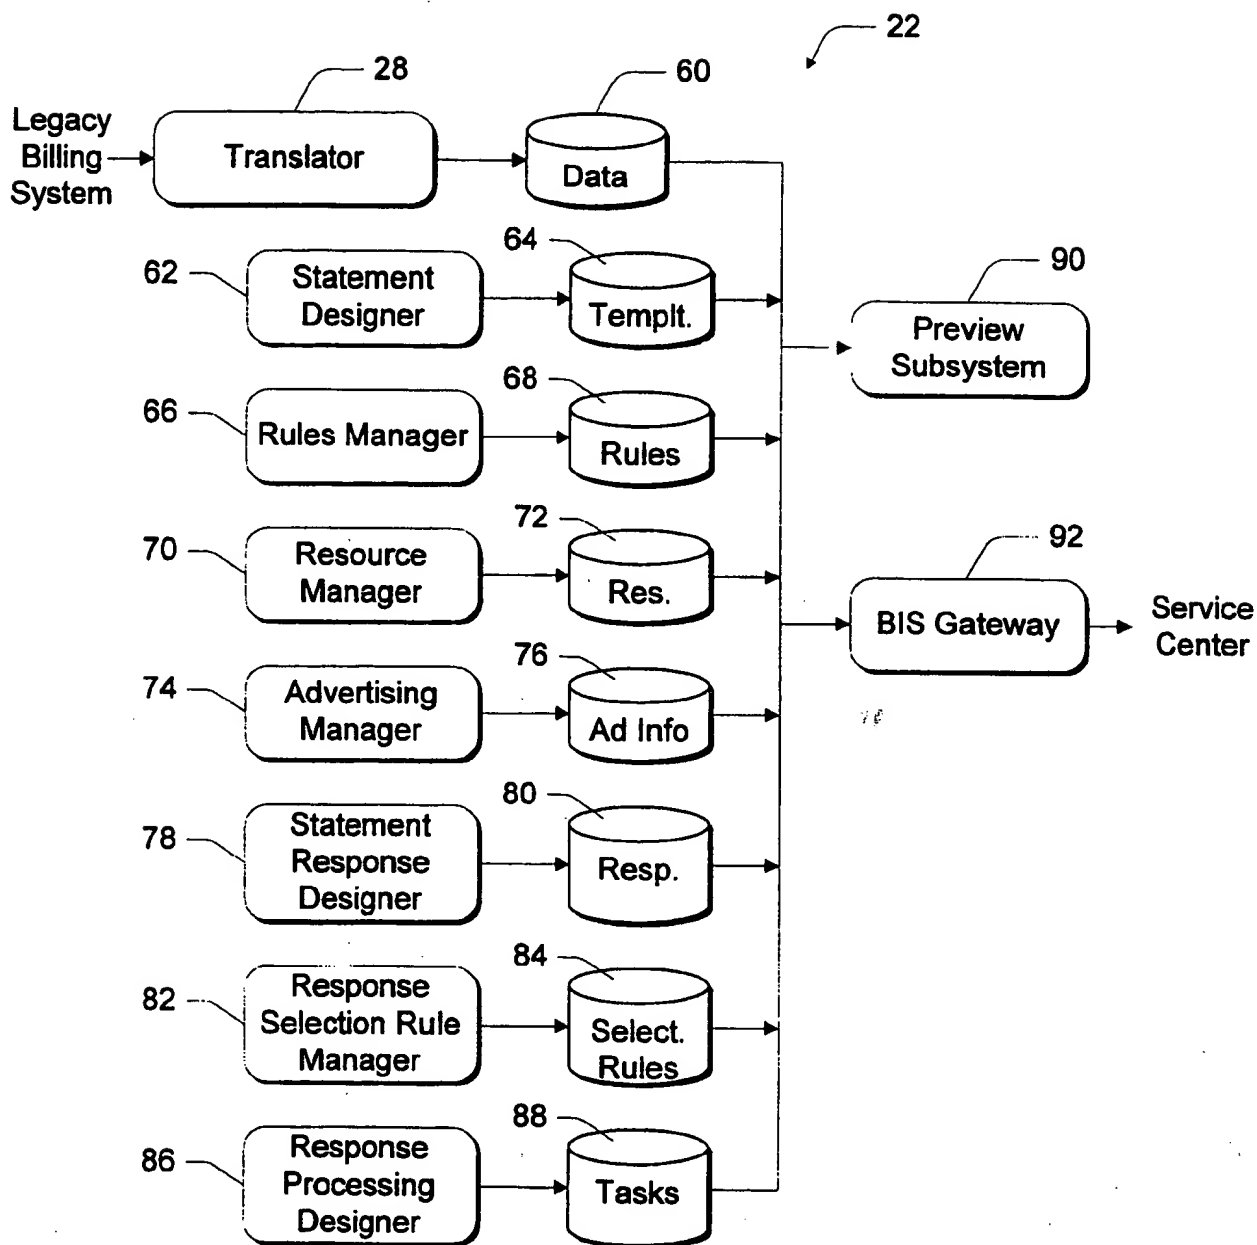 22
28
60
Legacy
Billing
System
Translator
Data
62
Statement
Designer
64
Templt.
90
Preview
Subsystem
66
Rules Manager
68
Rules
70
Resource
Manager
72
Res.
92
BIS Gateway
Service
Center
74
Advertising
Manager
76
Ad Info
78
Statement
Response
Designer
80
Resp.
82
Response
Selection Rule
Manager
84
Select.
Rules
86
Response
Processing
Designer
88
Tasks